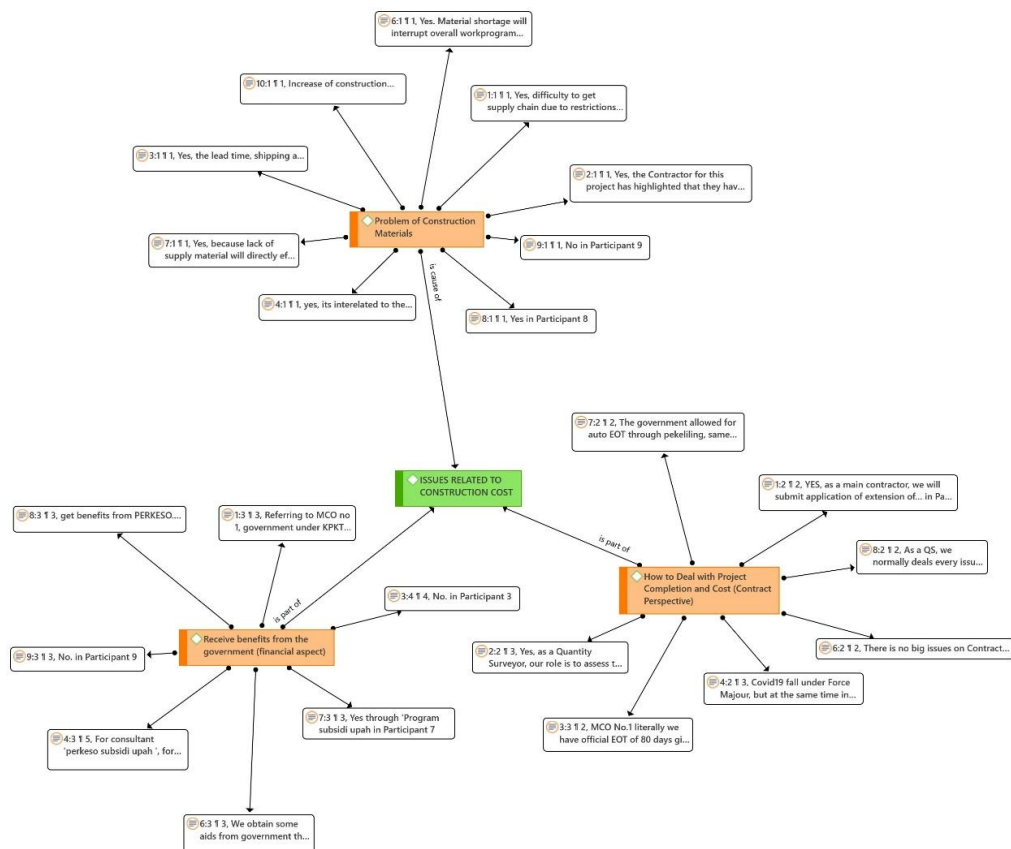 6:1 ¶ 1, Yes. Material shortage will
interrupt overall workprogram...
10:1 ¶ 1, Increase of construction...
1:1 ¶ 1, Yes, difficulty to get
supply chain due to restrictions...
3:1 ¶ 1, Yes, the lead time, shipping a...
2:1 ¶ 1, Yes, the Contractor for this
project has highlighted that they hav...
Problem of Construction
Materials
7:1 ¶ 1, Yes, because lack of
supply material will directly ef...
9:1 ¶ 1, No in Participant 9
4:1 ¶ 1, yes, its interelated to the...
8:1 ¶ 1, Yes in Participant 8
is cause of
7:2 ¶ 2, The government allowed for
auto EOT through pekeliling, same...
ISSUES RELATED TO
CONSTRUCTION COST
1:2 ¶ 2, YES, as a main contractor, we will
submit application of extension of... in Pa...
8:3 ¶ 3, get benefits from PERKESO....
1:3 ¶ 3, Referring to MCO no
1, government under KPKT...
is part of
8:2 ¶ 2, As a QS, we
normally deals every issu...
How to Deal with Project
Completion and Cost (Contract
Perspective)
3:4 ¶ 4, No. in Participant 3
is part of
Receive benefits from the
government (financial aspect)
9:3 ¶ 3, No. in Participant 9
2:2 ¶ 3, Yes, as a Quantity
Surveyor, our role is to assess t...
6:2 ¶ 2, There is no big issues on Contract...
4:2 ¶ 3, Covid19 fall under Force
Majour, but at the same time in...
7:3 ¶ 3, Yes through 'Program
subsidi upah in Participant 7
4:3 ¶ 5, For consultant
'perkeso subsidi upah ', for...
3:3 ¶ 2, MCO No.1 literally we
have official EOT of 80 days gi...
6:3 ¶ 3, We obtain some
aids from government th...